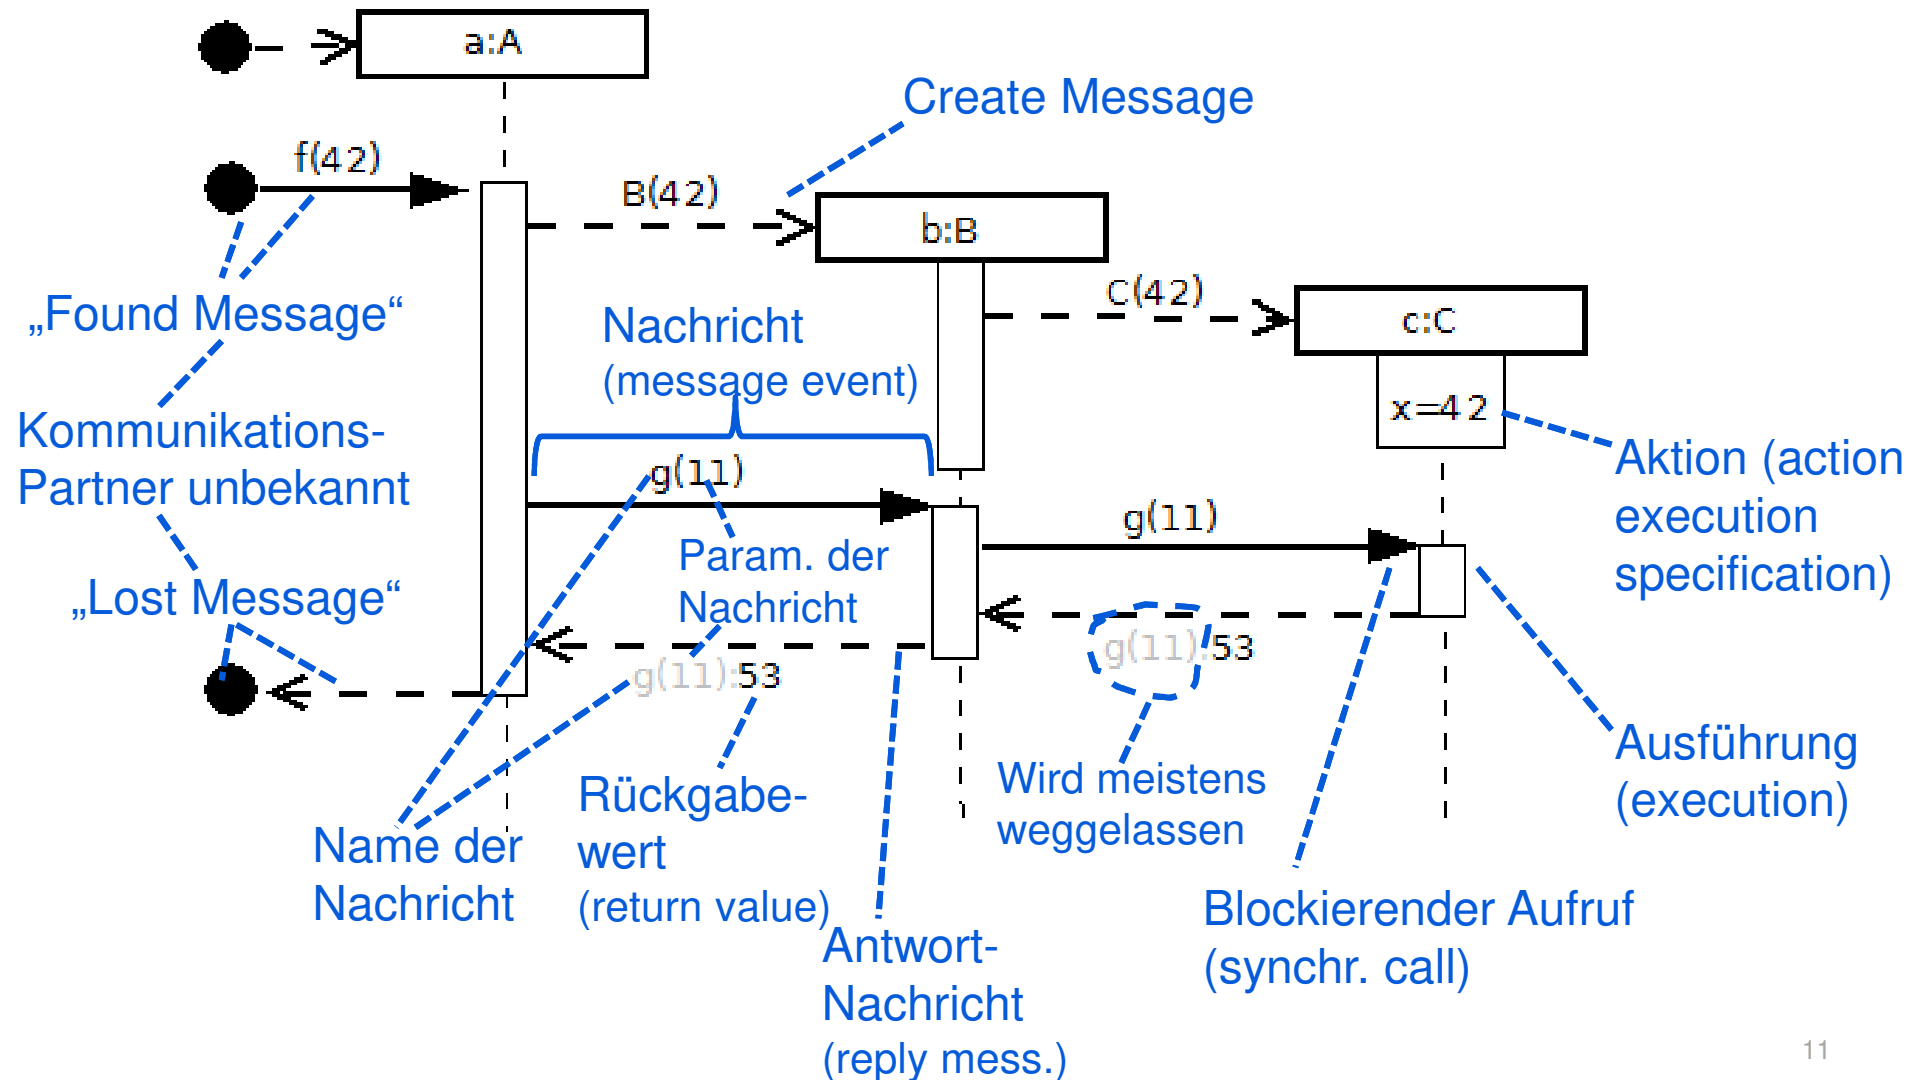 a:A
Create Message
f(42)
B(42)
b:B
C(42)
c:C
„Found Message“
Nachricht
(message event)
x=42
Kommunikations-
Partner unbekannt
g(11)
Aktion (action
execution
specification)
g(11)
Param. der
Nachricht
„Lost Message“
g(11):53
g(11):53
Ausführung
(execution)
Wird meistens
weggelassen
Rückgabe-
wert
(return value)
Name der
Nachricht
Blockierender Aufruf
(synchr. call)
Antwort-
Nachricht
(reply mess.)
11